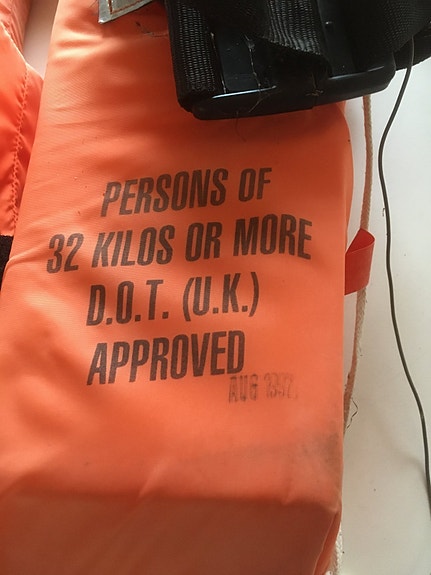 PERSONS OF
32 KILOS OR MORE
D.O.T. (U.K.)
APPROVED
AUG